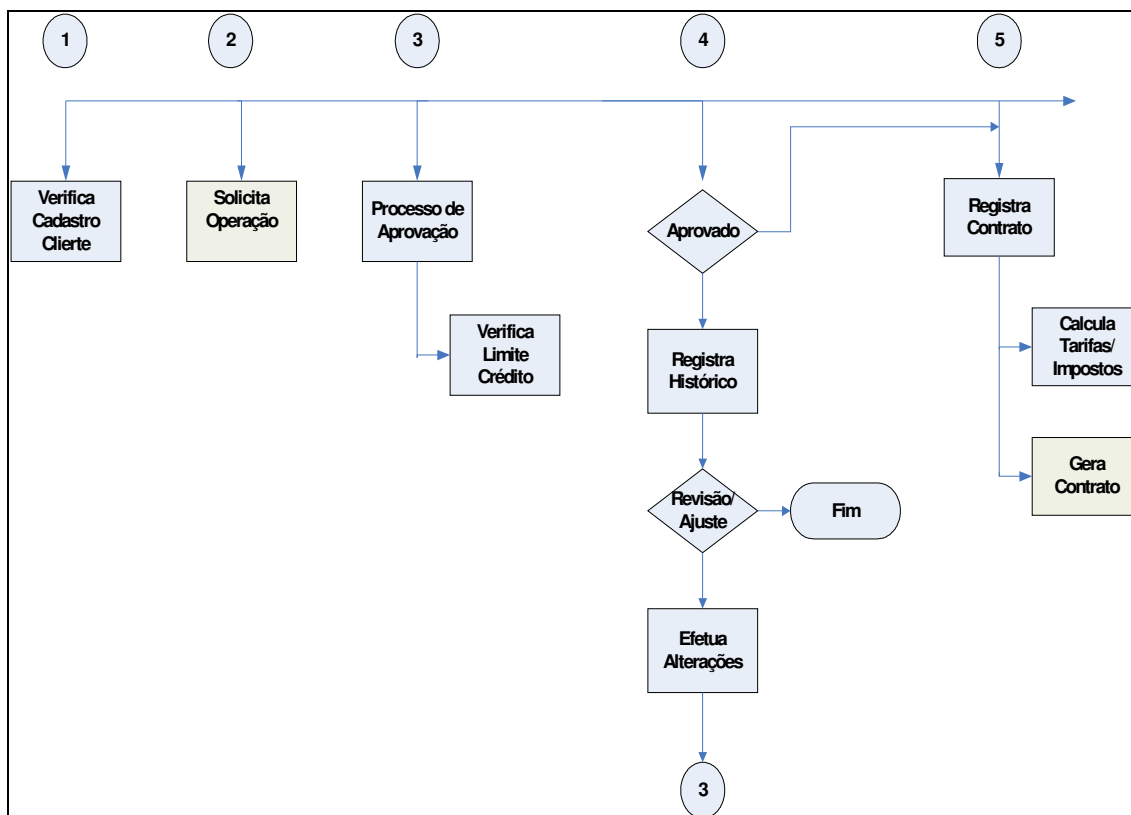 1
2
3
4
5
Verifica
Cadastro
Clierte
Solicita
Operação
Processo de
Aprovação
Aprovado
Registra
Contrato
Verifica
Limite
Crédito
Registra
Histórico
Calcula
Tarifas/
Impostos
Gera
Contrato
Revisão/
Ajuste
Fim
Efetua
Alterações
3